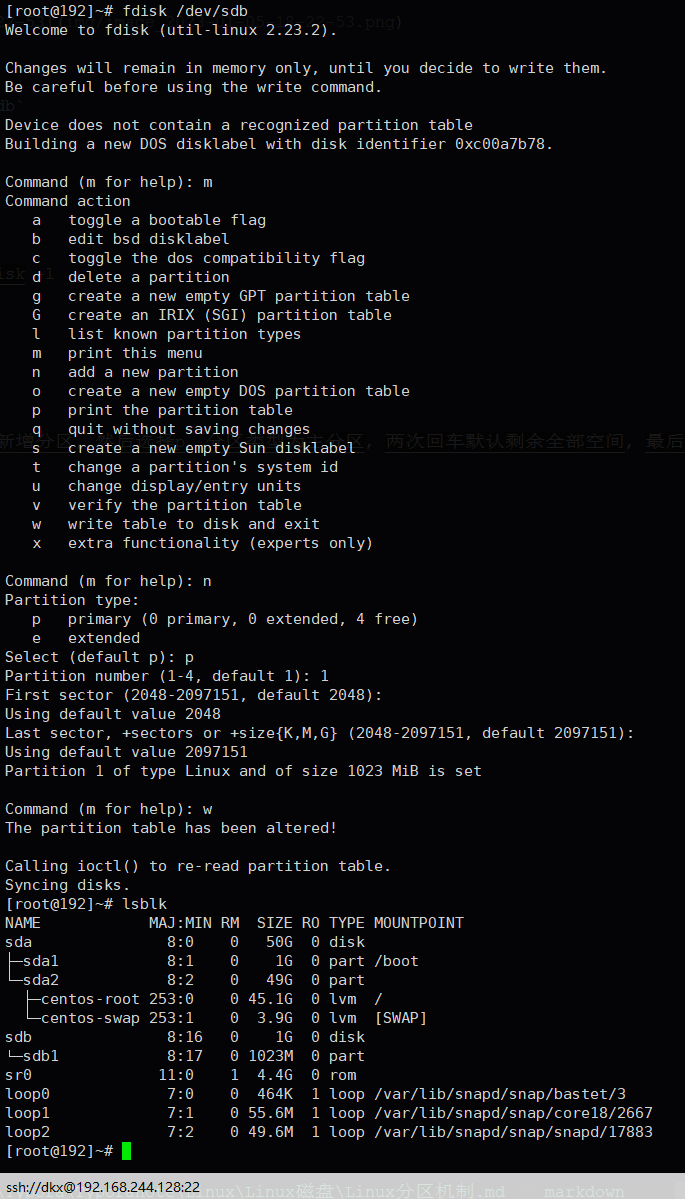 [root@192]~# fdisk /dev/sdb
Welcome to fdisk (util-linux 2.23.2).
Changes will remain in memory only, until you decide to write them.
Be careful before using the write command.
Device does not contain a recognized partition table
Building a new DOS disklabel with disk identifier 0xc00a7b78.
Command (m for help): m
Command action
   a   toggle a bootable flag
   b   edit bsd disklabel
   c   toggle the dos compatibility flag
   d   delete a partition
   g   create a new empty GPT partition table
   G   create an IRIX (SGI) partition table
   l   list known partition types
   m   print this menu
   n   add a new partition
   o   create a new empty DOS partition table
   p   print the partition table
   q   quit without saving changes
   s   create a new empty Sun disklabel
   t   change a partition's system id
   u   change display/entry units
   v   verify the partition table
   w   write table to disk and exit
   x   extra functionality (experts only)
Command (m for help): n
Partition type:
   p   primary (0 primary, 0 extended, 4 free)
   e   extended
Select (default p): p
Partition number (1-4, default 1): 1
First sector (2048-2097151, default 2048):
Using default value 2048
Last sector, +sectors or +size{K,M,G} (2048-2097151, default 2097151):
Using default value 2097151
Partition 1 of type Linux and of size 1023 MiB is set
Command (m for help): w
The partition table has been altered!
Calling ioctl() to re-read partition table.
Syncing disks.
[root@192]~# lsblk
NAME            MAJ:MIN RM  SIZE RO TYPE MOUNTPOINT
sda               8:0    0   50G  0 disk
├─sda1            8:1    0    1G  0 part /boot
└─sda2            8:2    0   49G  0 part
  ├─centos-root 253:0    0 45.1G  0 lvm  /
  └─centos-swap 253:1    0  3.9G  0 lvm  [SWAP]
sdb               8:16   0    1G  0 disk
└─sdb1            8:17   0 1023M  0 part
sr0              11:0    1  4.4G  0 rom
loop0             7:0    0  464K  1 loop /var/lib/snapd/snap/bastet/3
loop1             7:1    0 55.6M  1 loop /var/lib/snapd/snap/core18/2667
loop2             7:2    0 49.6M  1 loop /var/lib/snapd/snap/snapd/17883
[root@192]~#
ssh://dkx@192.168.244.128:22